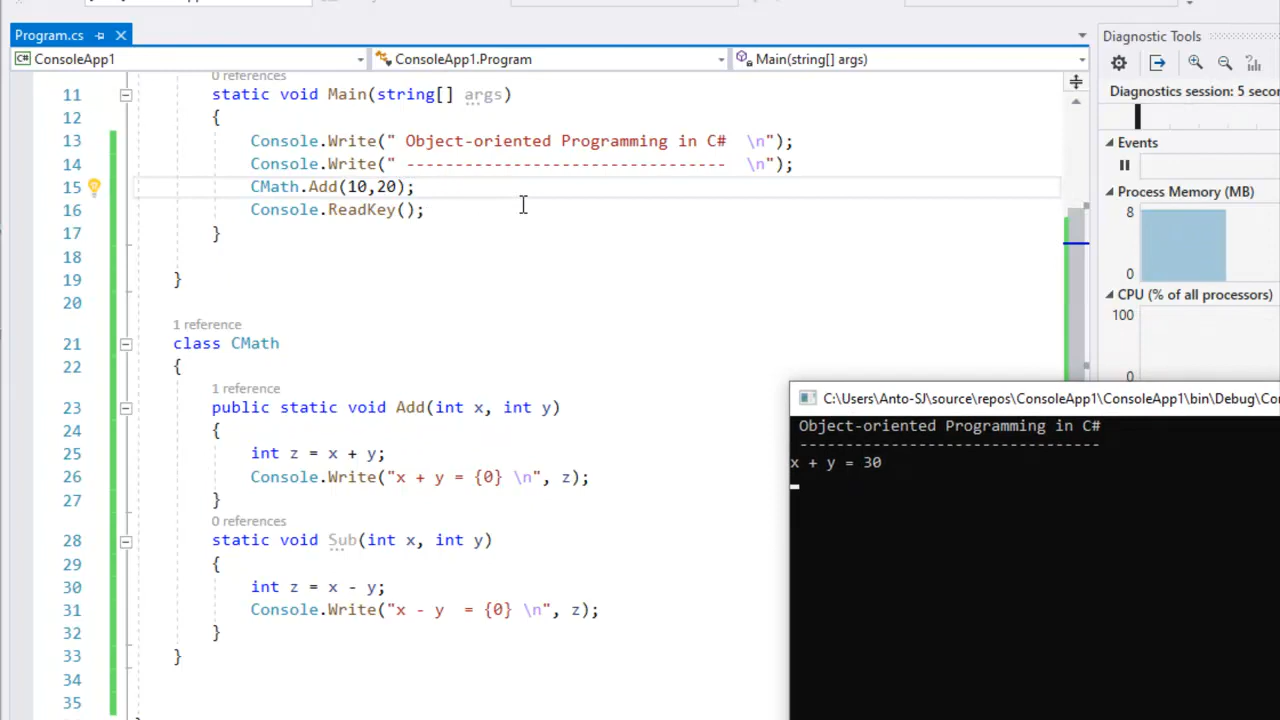 Program.cs
ConsoleApp1
ConsoleApp1.Program
Main(string[] args)
0 references
11 static void Main(string[] args)
12 {
13 Console.Write(" Object-oriented Programming in C#  \n");
14 Console.Write(" ---------------------------------  \n");
15 CMath.Add(10,20);
16 Console.ReadKey();
17 }
18
19 }
20
1 reference
21 class CMath
22 {
1 reference
23 public static void Add(int x, int y)
24 {
25 int z = x + y;
26 Console.Write("x + y = {0} \n", z);
27 }
0 references
28 static void Sub(int x, int y)
29 {
30 int z = x - y;
31 Console.Write("x - y  = {0} \n", z);
32 }
33 }
34
35
Diagnostic Tools
Diagnostics session: 5 secon
Events
Process Memory (MB)
8
0
CPU (% of all processors)
100
0
C:\Users\Anto-SJ\source\repos\ConsoleApp1\ConsoleApp1\bin\Debug\Co
Object-oriented Programming in C#
---------------------------------
x + y = 30